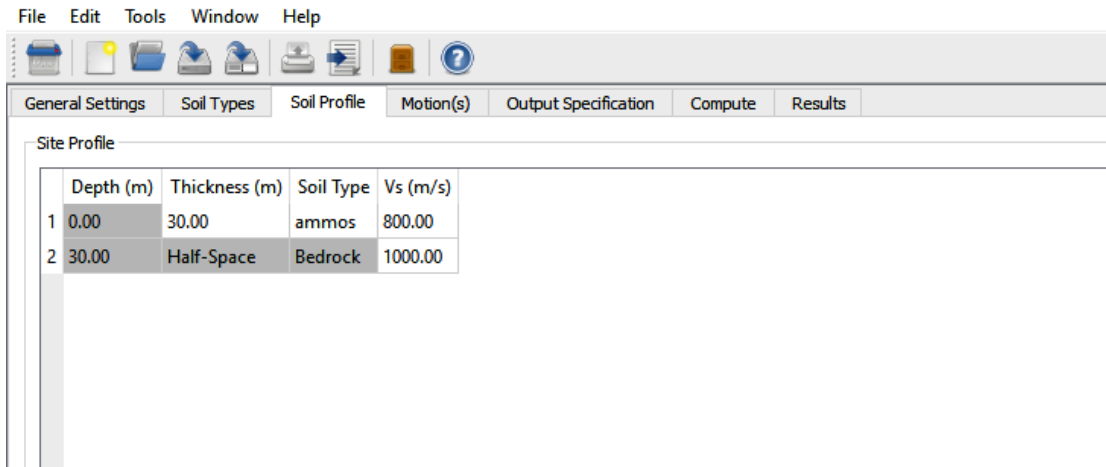 File Edit Tools Window Help
General Settings Soil Types Soil Profile Motion(s) Output Specification Compute Results
Site Profile
Depth (m) Thickness (m) Soil Type Vs (m/s)
1 0.00 30.00 ammos 800.00
2 30.00 Half-Space Bedrock 1000.00